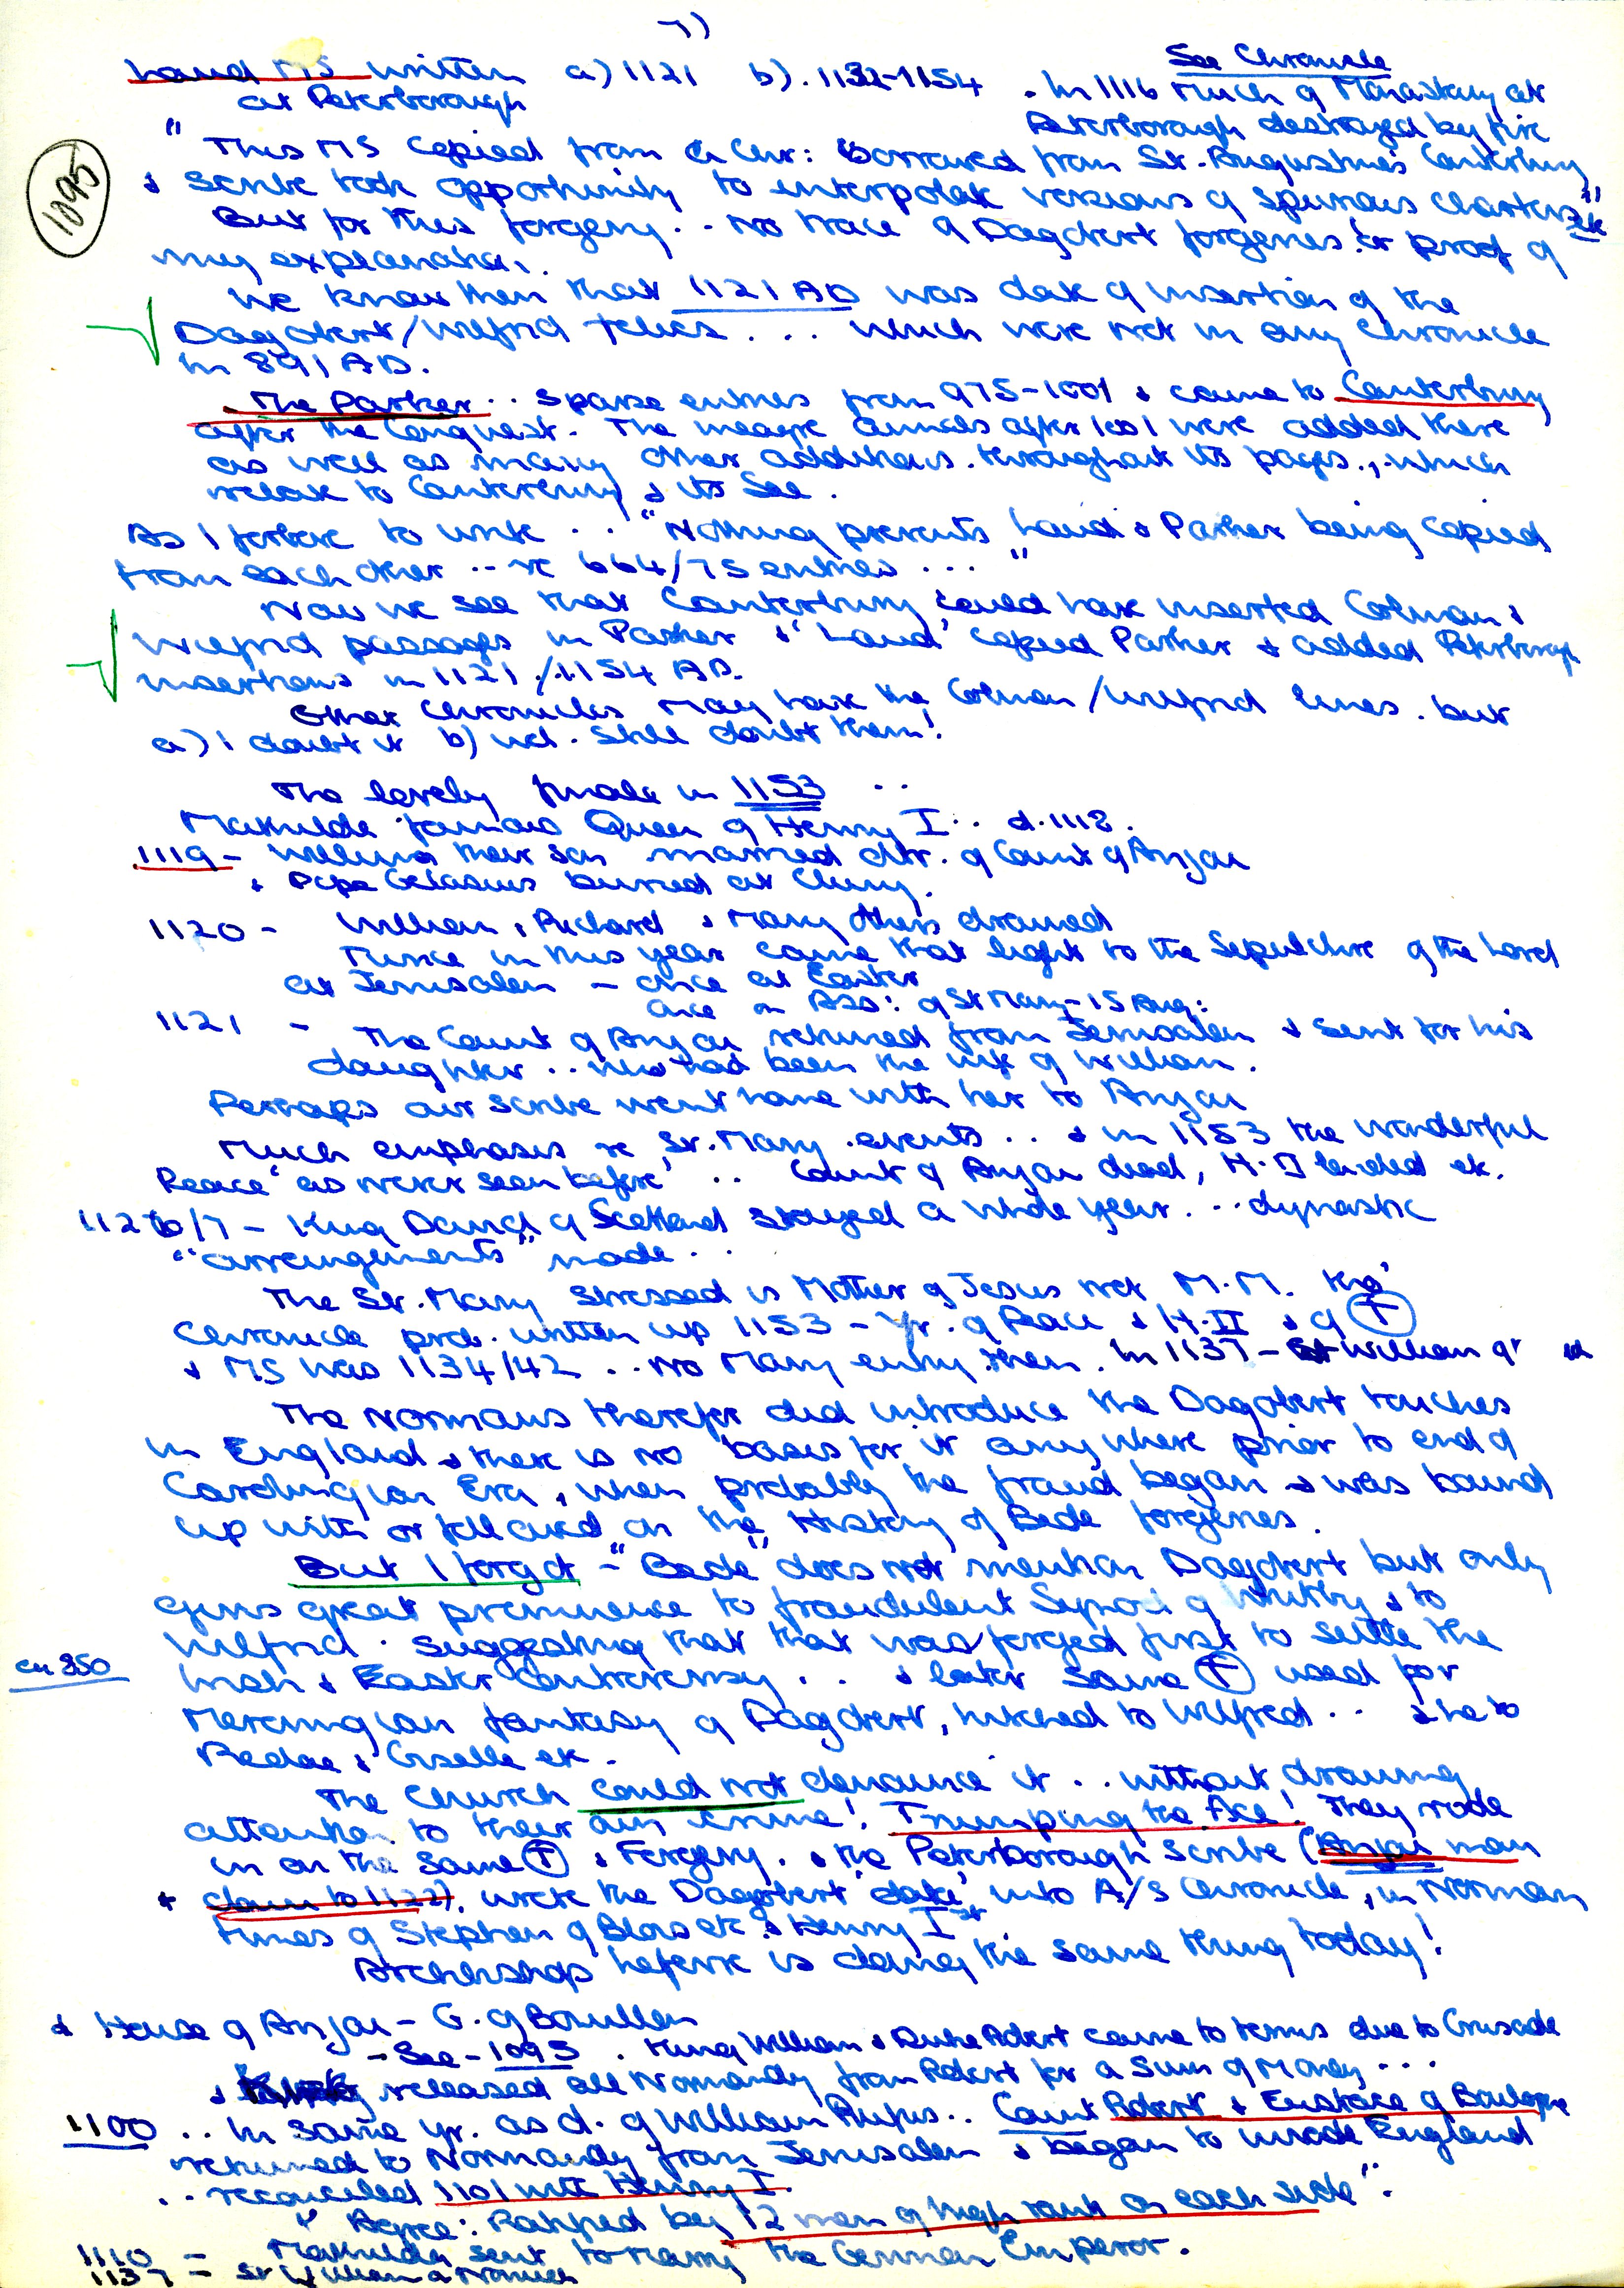 7)
Laud MS written a) 1121 b). 1132-1154 . In 1116 much of Monastery at
See Chronicle
at Peterborough
Peterborough destroyed by fire
" This MS copied from a Chr: borrowed from St. Augustine's Canterbury
& scribe took opportunity to interpolate versions of spurious charters" etc
1095
But for this forgery . . no trace of Dagobert forgeries! or proof of
my explanation.
We know then that 1121 AD was date of insertion of the
Dagobert/Wilfrid . . . which were not in any Chronicle
in 891 AD.
The Parker . . sparse entries from 975-1001 & came to Canterbury
after the Conquest. The meagre annals after 1001 were added there
as well as many other additions throughout its pages, which
relate to Canterbury & its See.
As I forbore to write . . "Nothing prevents Laud & Parker being copied
from each other . . re 664/75 entries . . . "
Now we see that Canterbury could have inserted Colman &
Wilfrid passages in Parker & 'Laud' copied Parker & added Peterborough
insertions in 1121/1154 AD.
Other Chronicles may have the Colman/Wilfrid lines . but
a) I doubt it b) wd. still doubt them!
The lovely finale in 1153 . .
Mathilde famous Queen of Henry I . . d. 1118.
1119 - William their son married dtr. of Count of Anjou
& Pope Gelasius buried at Cluny.
1120 - William, Richard & many others drowned
Twice in this year came that light to the Sepulchre of the Lord
at Jerusalem - once at Easter
once on Ass: of St Mary - 15 Aug:
1121 - The Count of Anjou returned from Jerusalem & sent for his
daughter . . who had been the wife of William.
Perhaps our scribe went home with her to Anjou
Much emphasis re St. Mary events . . & in 1153 the wonderful
Peace "as never seen before" . . Count of Anjou dead, H. II landed etc.
1126/7 - King David of Scotland stayed a whole year . . . dynastic
"arrangements" made . .
The St. Mary stressed is Mother of Jesus not M.M. tho'
Chronicle prob. written up 1153 - Yr. of Peace & H.II & of (T)
& MS was 1134/42 . . no Mary entry then. In 1137 - St William of
The Normans therefore did introduce the Dagobert touches
in England & there is no bases for it anywhere prior to end of
Carolingian Era, when probably the fraud began & was bound
up with or followed on the History of Bede forgeries.
But I forgot - "Bede" does not mention Dagobert but only
gives great prominence to fraudulent Synod of Whitby & to
Wilfrid . suggesting that that was forged first to settle the
ca 850
Irish & Easter Controversy . . & later same (T) used for
Merovingian fantasy of Dagobert, hitched to Wilfred . . & he to
Redae & Giselle etc.
The Church could not denounce it . . without drawing
attention to their own crime! Trumping the Ace! They rode
in on the same (T) & Forgery. & the Peterborough scribe (Anjou man
+ down to 1122), wrote the Dagobert 'date' into A/S Chronicle, in Norman
times of Stephen of Blois etc. & Henry Ist
Archbishop Lefevre is doing the same thing today!
& House of Anjou - G. of Bouillon
- See - 1095 . King William & Duke Robert came to terms due to Crusade
& released all Normandy from Robert for a sum of money . . .
1100 . . In same yr. as d. of William Rufus . . Count Robert & Eustace of Boulogne
returned to Normandy from Jerusalem & began to invade England
. . reconciled 1101 with Henry I.
" Agree: Ratified by 12 men of high rank on each side".
1110 - Mathilda sent to marry the German Emperor.
1137 - St William a